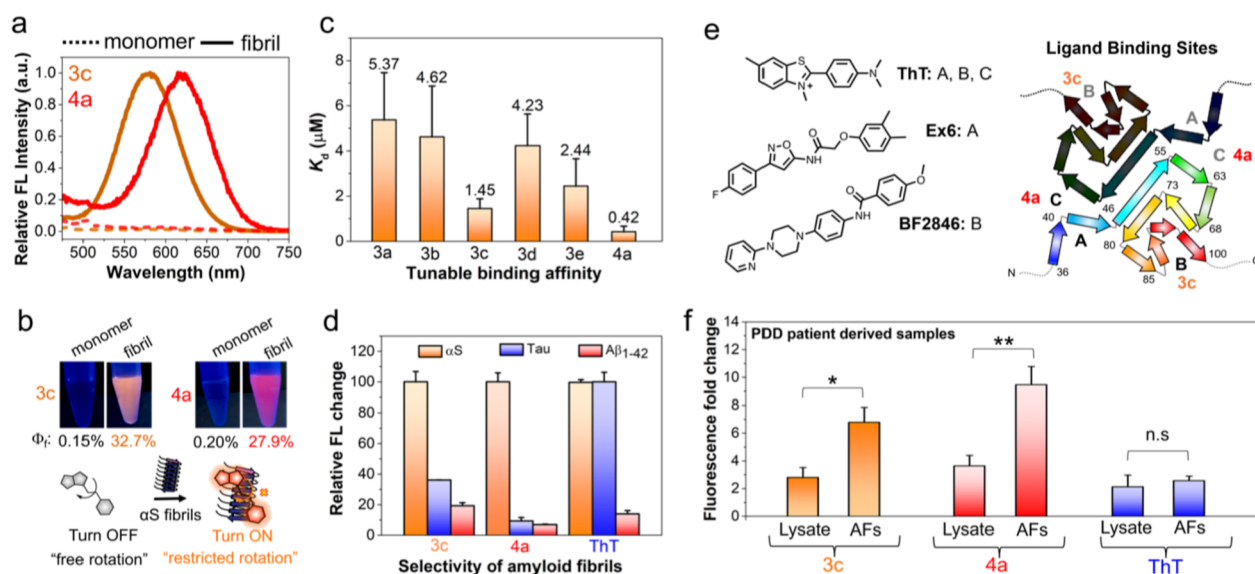 a
monomer
fibril
3c
4a
Relative FL Intensity (a.u.)
1.0
0.8
0.6
0.4
0.2
0.0
500 550 600 650 700 750
Wavelength (nm)
b
monomer
fibril
monomer
fibril
3c
4a
Φf: 0.15% 32.7% 0.20% 27.9%
αS fibrils
Turn OFF
"free rotation"
Turn ON
"restricted rotation"
c
Kd (μM)
8
6
4
2
0
5.37
4.62
1.45
4.23
2.44
0.42
3a 3b 3c 3d 3e 4a
Tunable binding affinity
d
Relative FL change
120
100
80
60
40
20
0
αS Tau Aβ1-42
3c 4a ThT
Selectivity of amyloid fibrils
e
S
N+
ThT: A, B, C
N-O
O
O
NH
F
Ex6: A
O
O
NH
N
N
N
BF2846: B
Ligand Binding Sites
3c
B
A
C
4a
55
63
4a
C
46
73
40
A
80
68
36
85
B
100
N
C
3c
f
PDD patient derived samples
Fluorescence fold change
14
12
10
8
6
4
2
0
*
**
n.s
Lysate AFs Lysate AFs Lysate AFs
3c 4a ThT